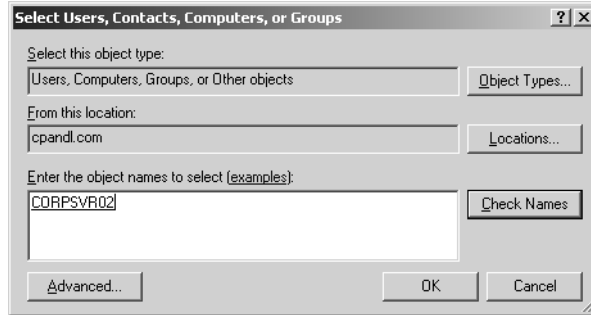 Select Users, Contacts, Computers, or Groups
Select this object type:
Users, Computers, Groups, or Other objects
Object Types...
From this location:
cpandl.com
Locations...
Enter the object names to select (examples):
CORPSVR02
Check Names
Advanced...
OK
Cancel